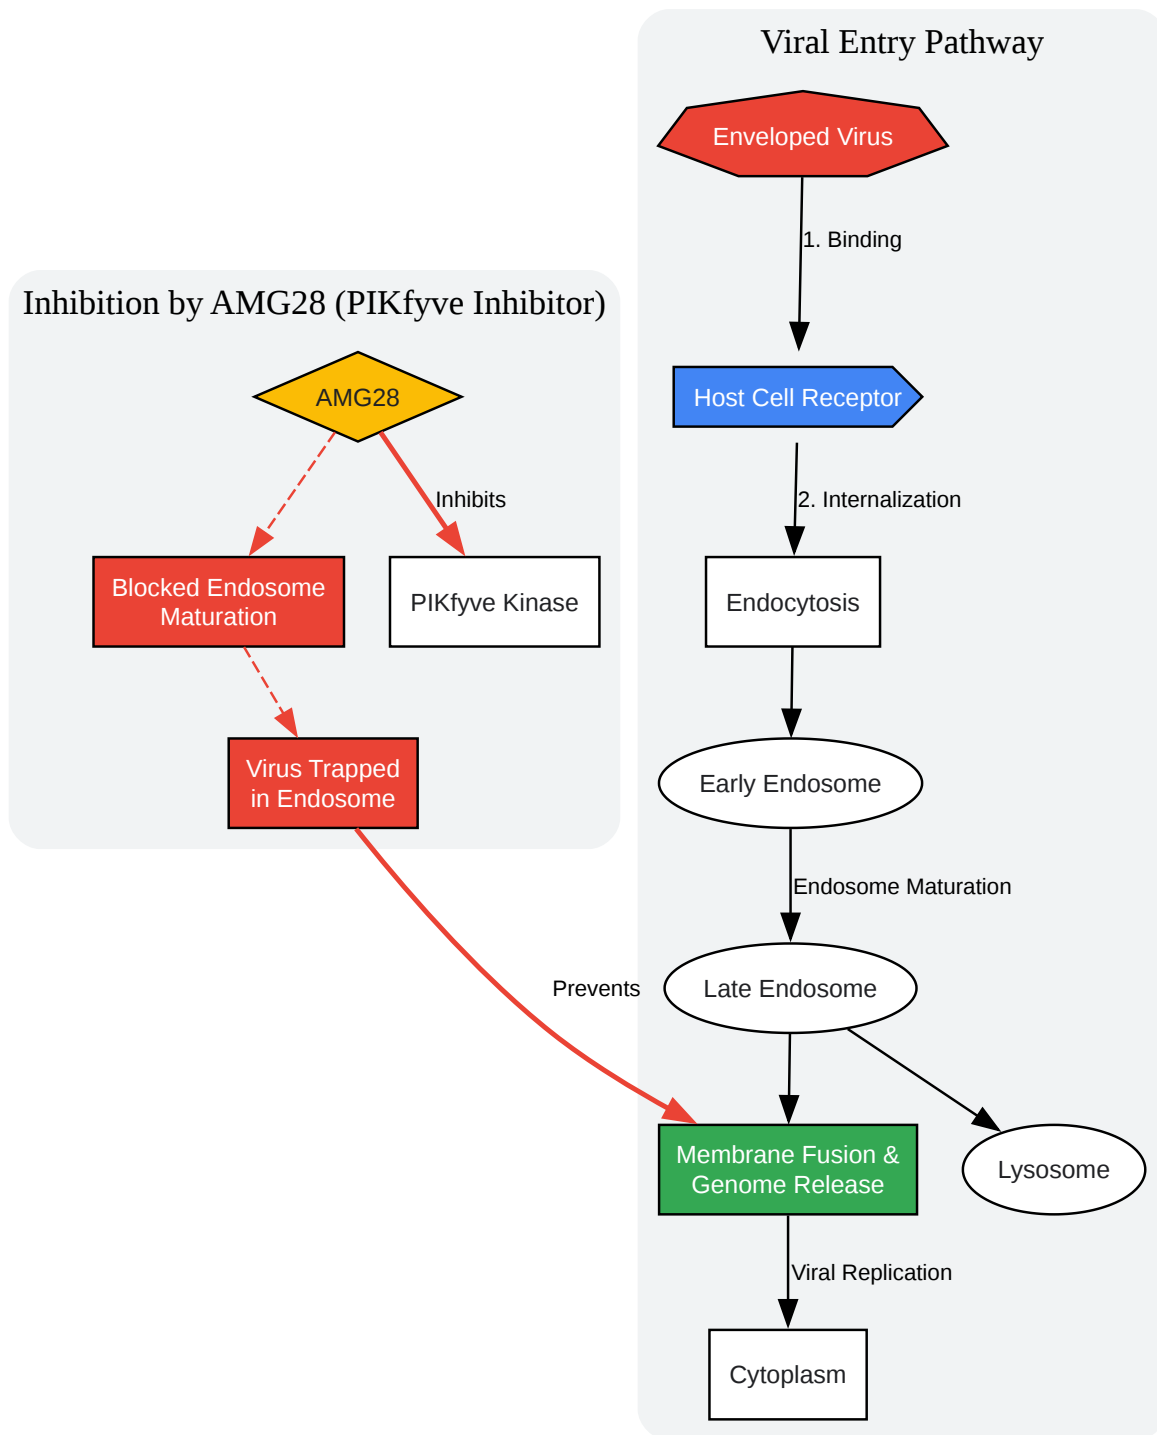 Viral Entry Pathway
Enveloped Virus
1. Binding
Inhibition by AMG28 (PIKfyve Inhibitor)
AMG28
Host Cell Receptor
Inhibits
2. Internalization
Blocked Endosome
Maturation
PIKfyve Kinase
Endocytosis
Virus Trapped
in Endosome
Early Endosome
Endosome Maturation
Prevents
Late Endosome
Membrane Fusion &
Genome Release
Lysosome
Viral Replication
Cytoplasm